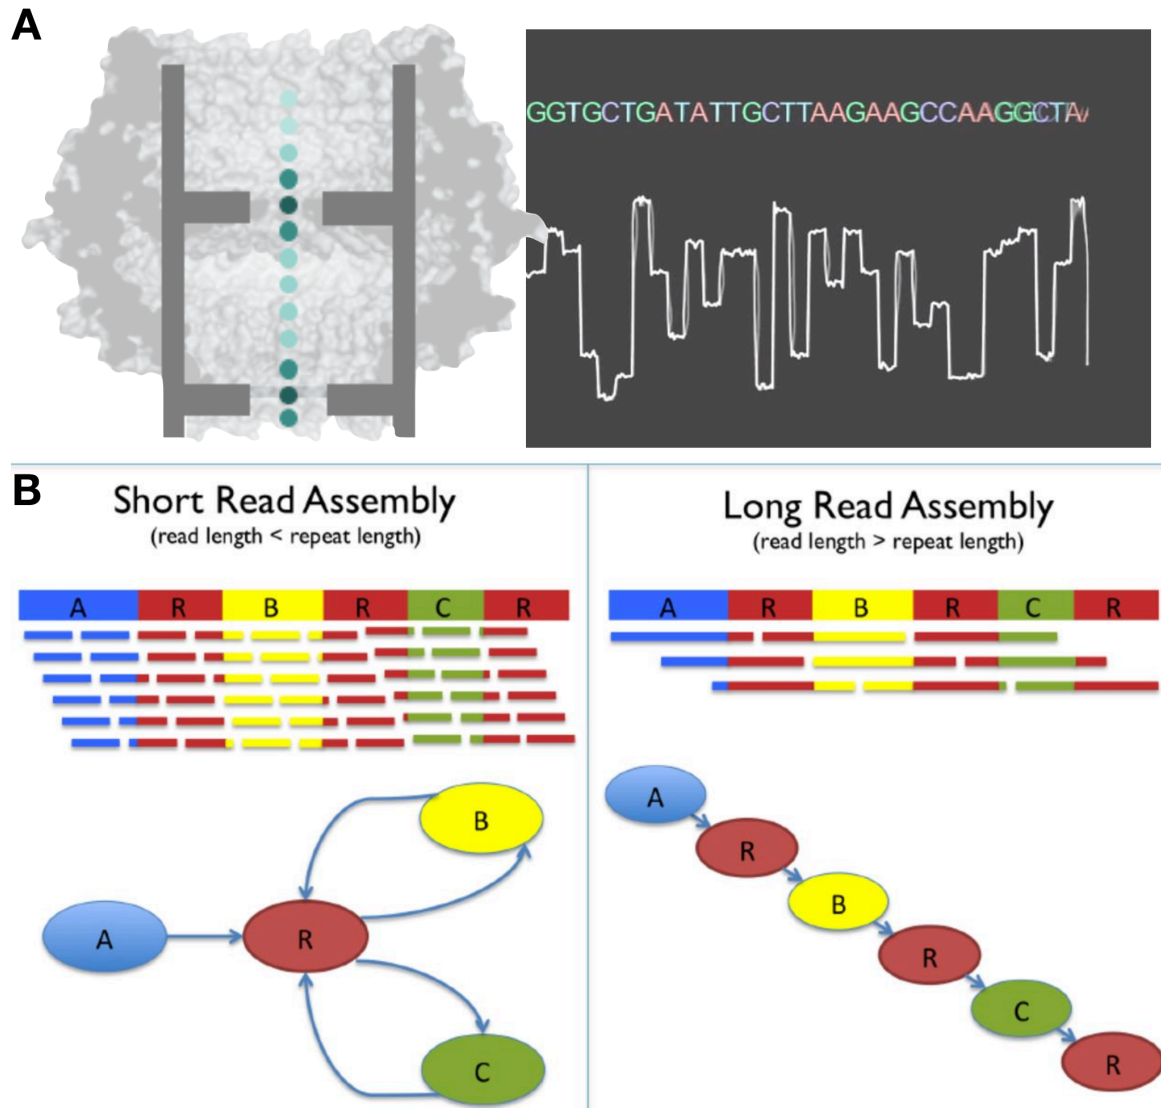 A
GGTGCTGATATTGCTTAAGAAGCCAAGGCTA
B
Short Read Assembly
(read length < repeat length)
A R B R C R
B
A
R
C
Long Read Assembly
(read length > repeat length)
A R B R C R
A
R
B
R
C
R